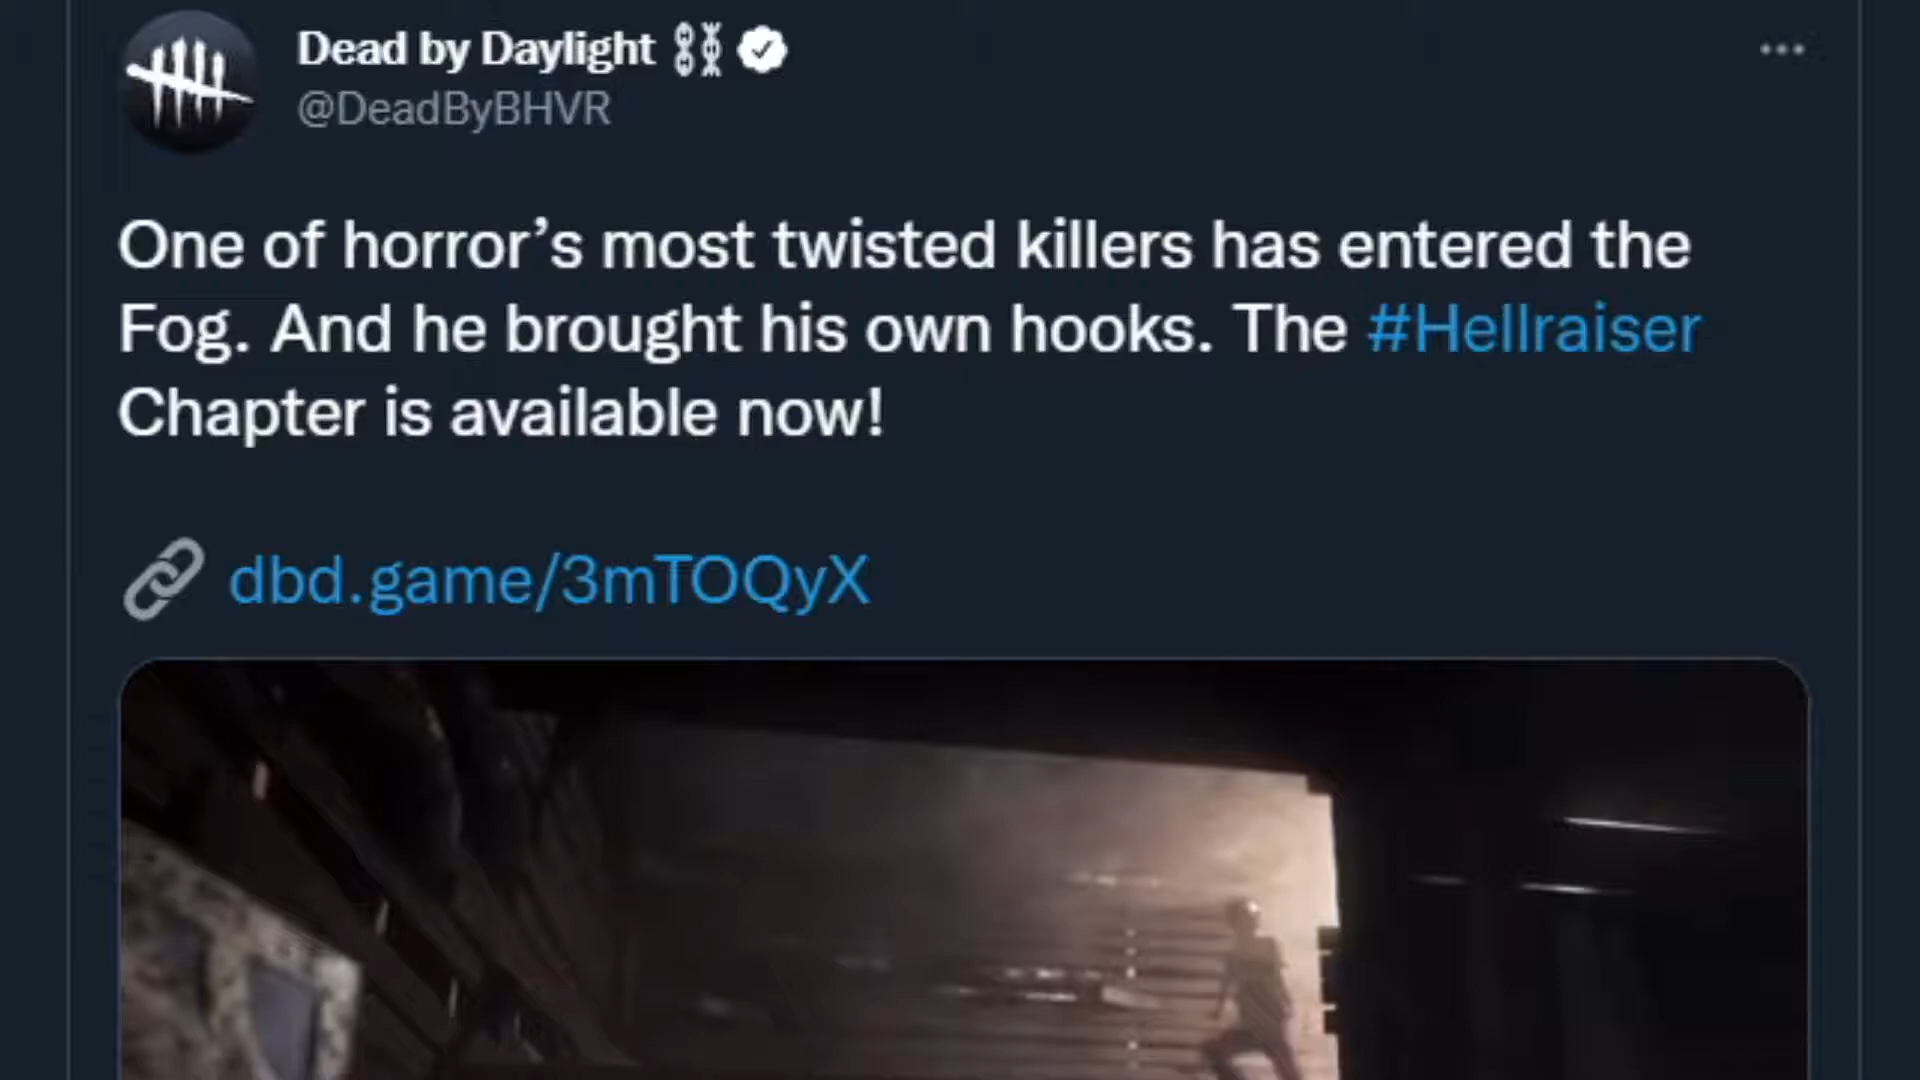 Dead by Daylight ⛓️
@DeadByBHVR
One of horror’s most twisted killers has entered the
Fog. And he brought his own hooks. The #Hellraiser
Chapter is available now!
🔗 dbd.game/3mTOQyX